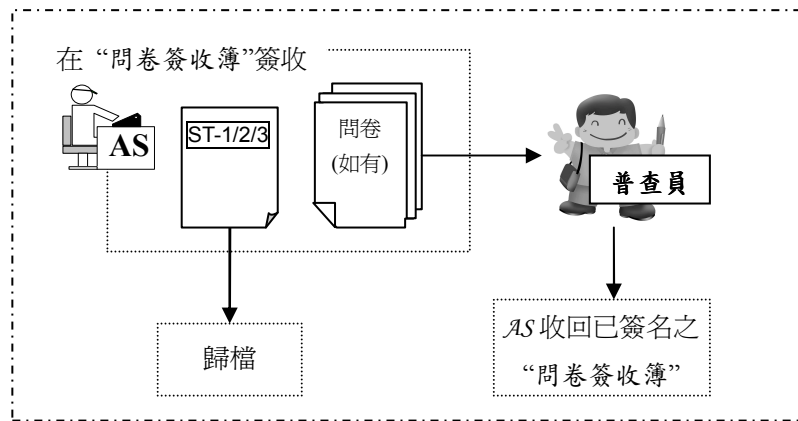 在 “問卷簽收簿”簽收
AS
ST-1/2/3
問卷
(如有)
普查員
歸檔
AS 收回已簽名之
“問卷簽收簿”